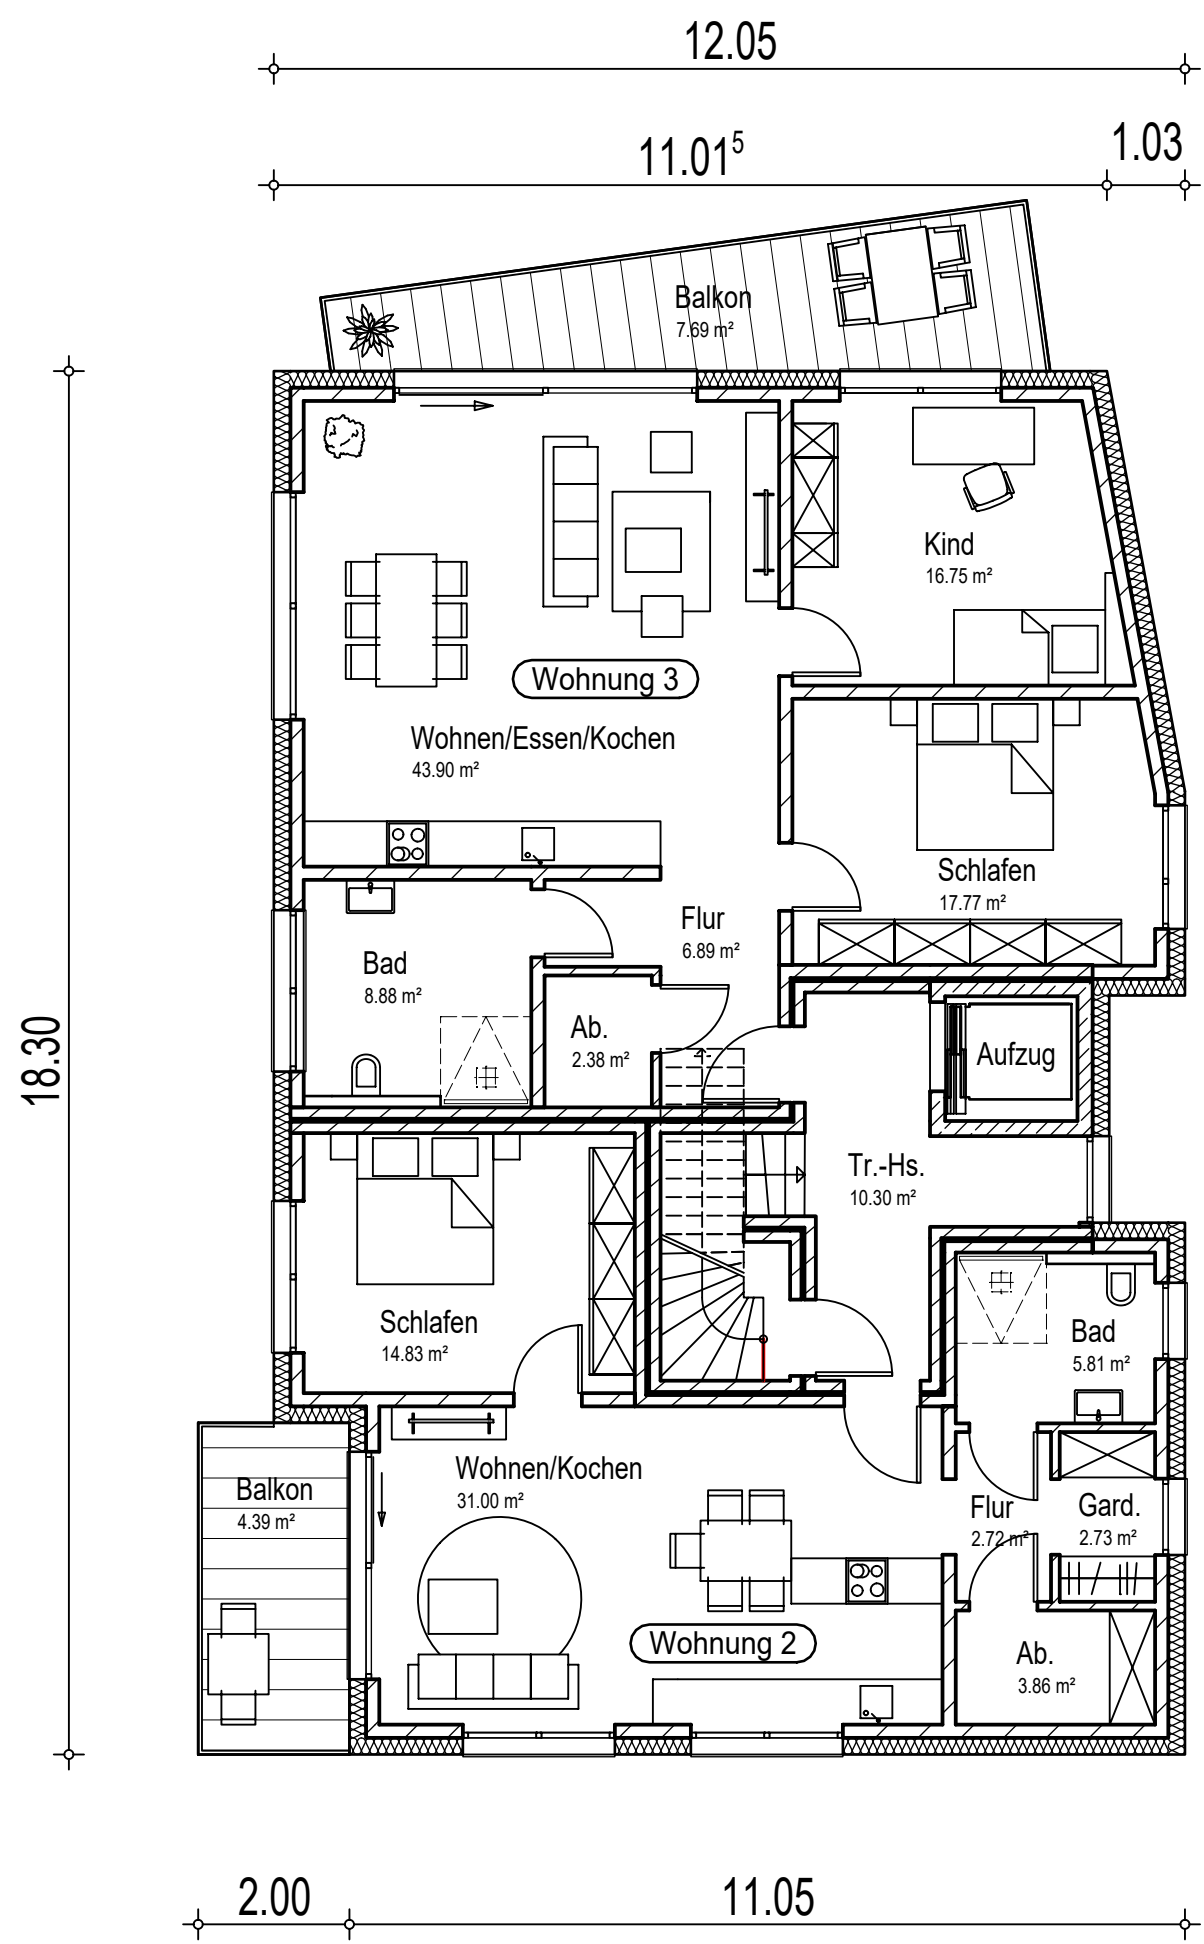 12.05
11.01⁵
1.03
Balkon
7.69 m²
Kind
16.75 m²
Wohnung 3
Wohnen/Essen/Kochen
43.90 m²
Schlafen
17.77 m²
Flur
6.89 m²
Bad
8.88 m²
Ab.
2.38 m²
Aufzug
18.30
Tr.-Hs.
10.30 m²
Schlafen
14.83 m²
Bad
5.81 m²
Wohnen/Kochen
31.00 m²
Balkon
4.39 m²
Flur
2.72 m²
Gard.
2.73 m²
Wohnung 2
Ab.
3.86 m²
2.00
11.05